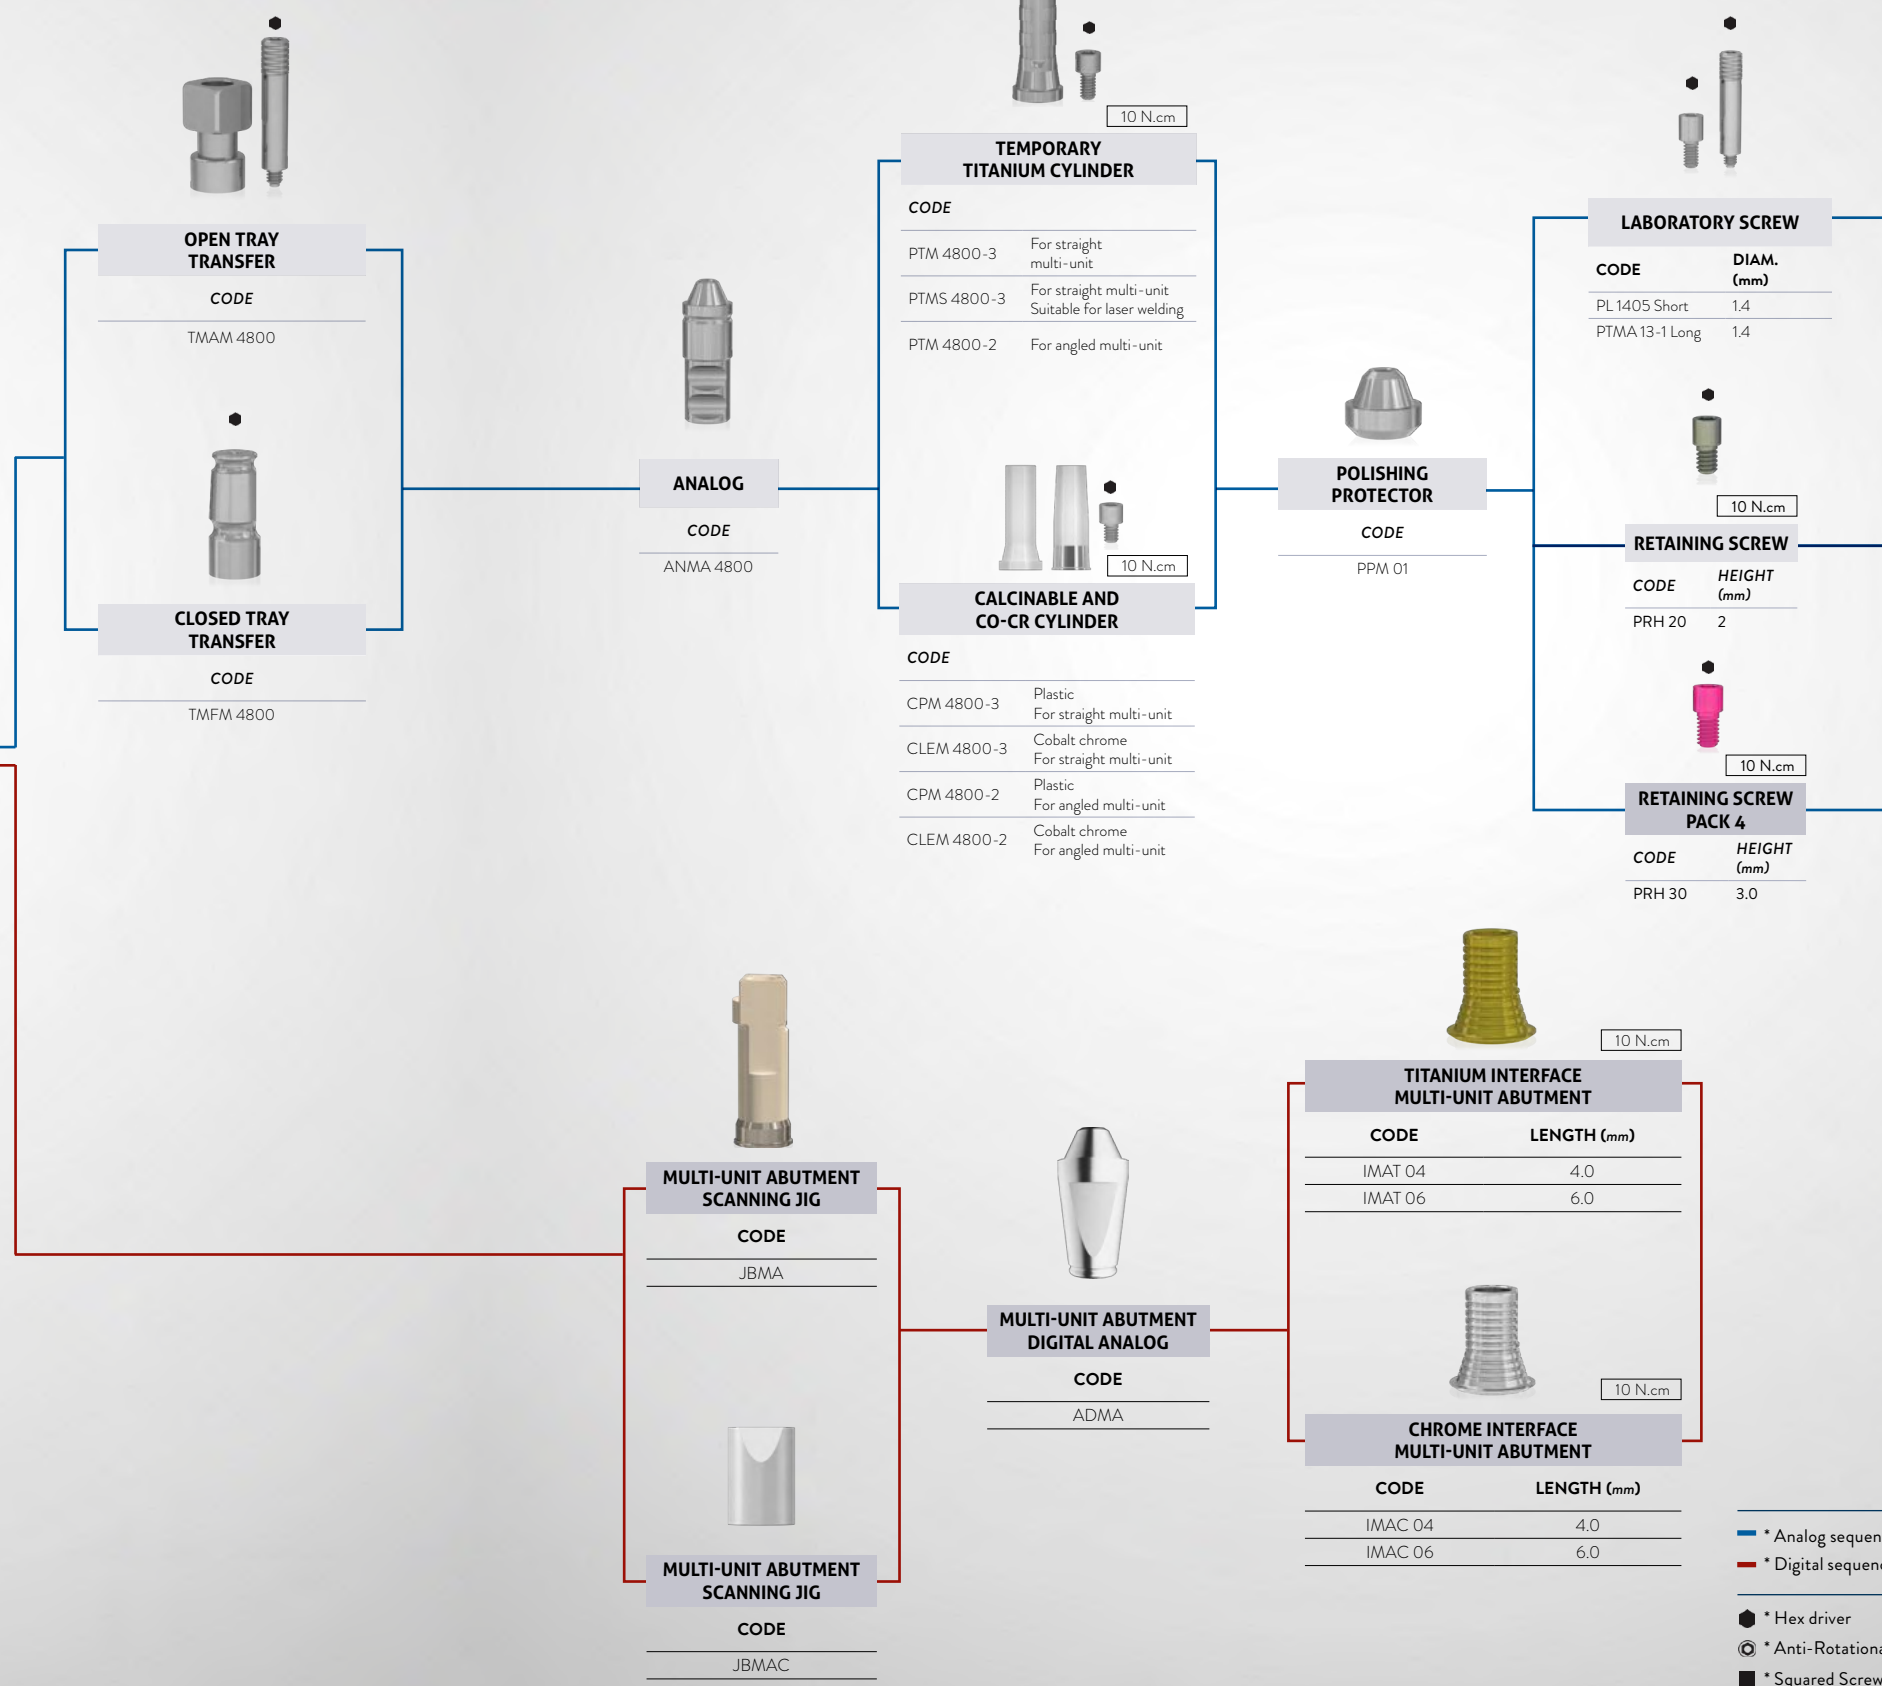 OPEN TRAY
TRANSFER
CODE
TMAM 4800
CLOSED TRAY
TRANSFER
CODE
TMFM 4800
ANALOG
CODE
ANMA 4800
10 N.cm
TEMPORARY
TITANIUM CYLINDER
CODE
PTM 4800-3 For straight
multi-unit
PTMS 4800-3 For straight multi-unit
Suitable for laser welding
PTM 4800-2 For angled multi-unit
10 N.cm
CALCINABLE AND
CO-CR CYLINDER
CODE
CPM 4800-3 Plastic
For straight multi-unit
CLEM 4800-3 Cobalt chrome
For straight multi-unit
CPM 4800-2 Plastic
For angled multi-unit
CLEM 4800-2 Cobalt chrome
For angled multi-unit
POLISHING
PROTECTOR
CODE
PPM 01
LABORATORY SCREW
CODE DIAM.
(mm)
PL 1405 Short 1.4
PTMA 13-1 Long 1.4
10 N.cm
RETAINING SCREW
CODE HEIGHT
(mm)
PRH 20 2
10 N.cm
RETAINING SCREW
PACK 4
CODE HEIGHT
(mm)
PRH 30 3.0
MULTI-UNIT ABUTMENT
SCANNING JIG
CODE
JBMA
MULTI-UNIT ABUTMENT
SCANNING JIG
CODE
JBMAC
MULTI-UNIT ABUTMENT
DIGITAL ANALOG
CODE
ADMA
10 N.cm
TITANIUM INTERFACE
MULTI-UNIT ABUTMENT
CODE LENGTH (mm)
IMAT 04 4.0
IMAT 06 6.0
10 N.cm
CHROME INTERFACE
MULTI-UNIT ABUTMENT
CODE LENGTH (mm)
IMAC 04 4.0
IMAC 06 6.0
* Analog sequen
* Digital sequenc
* Hex driver
* Anti-Rotationa
* Squared Screw